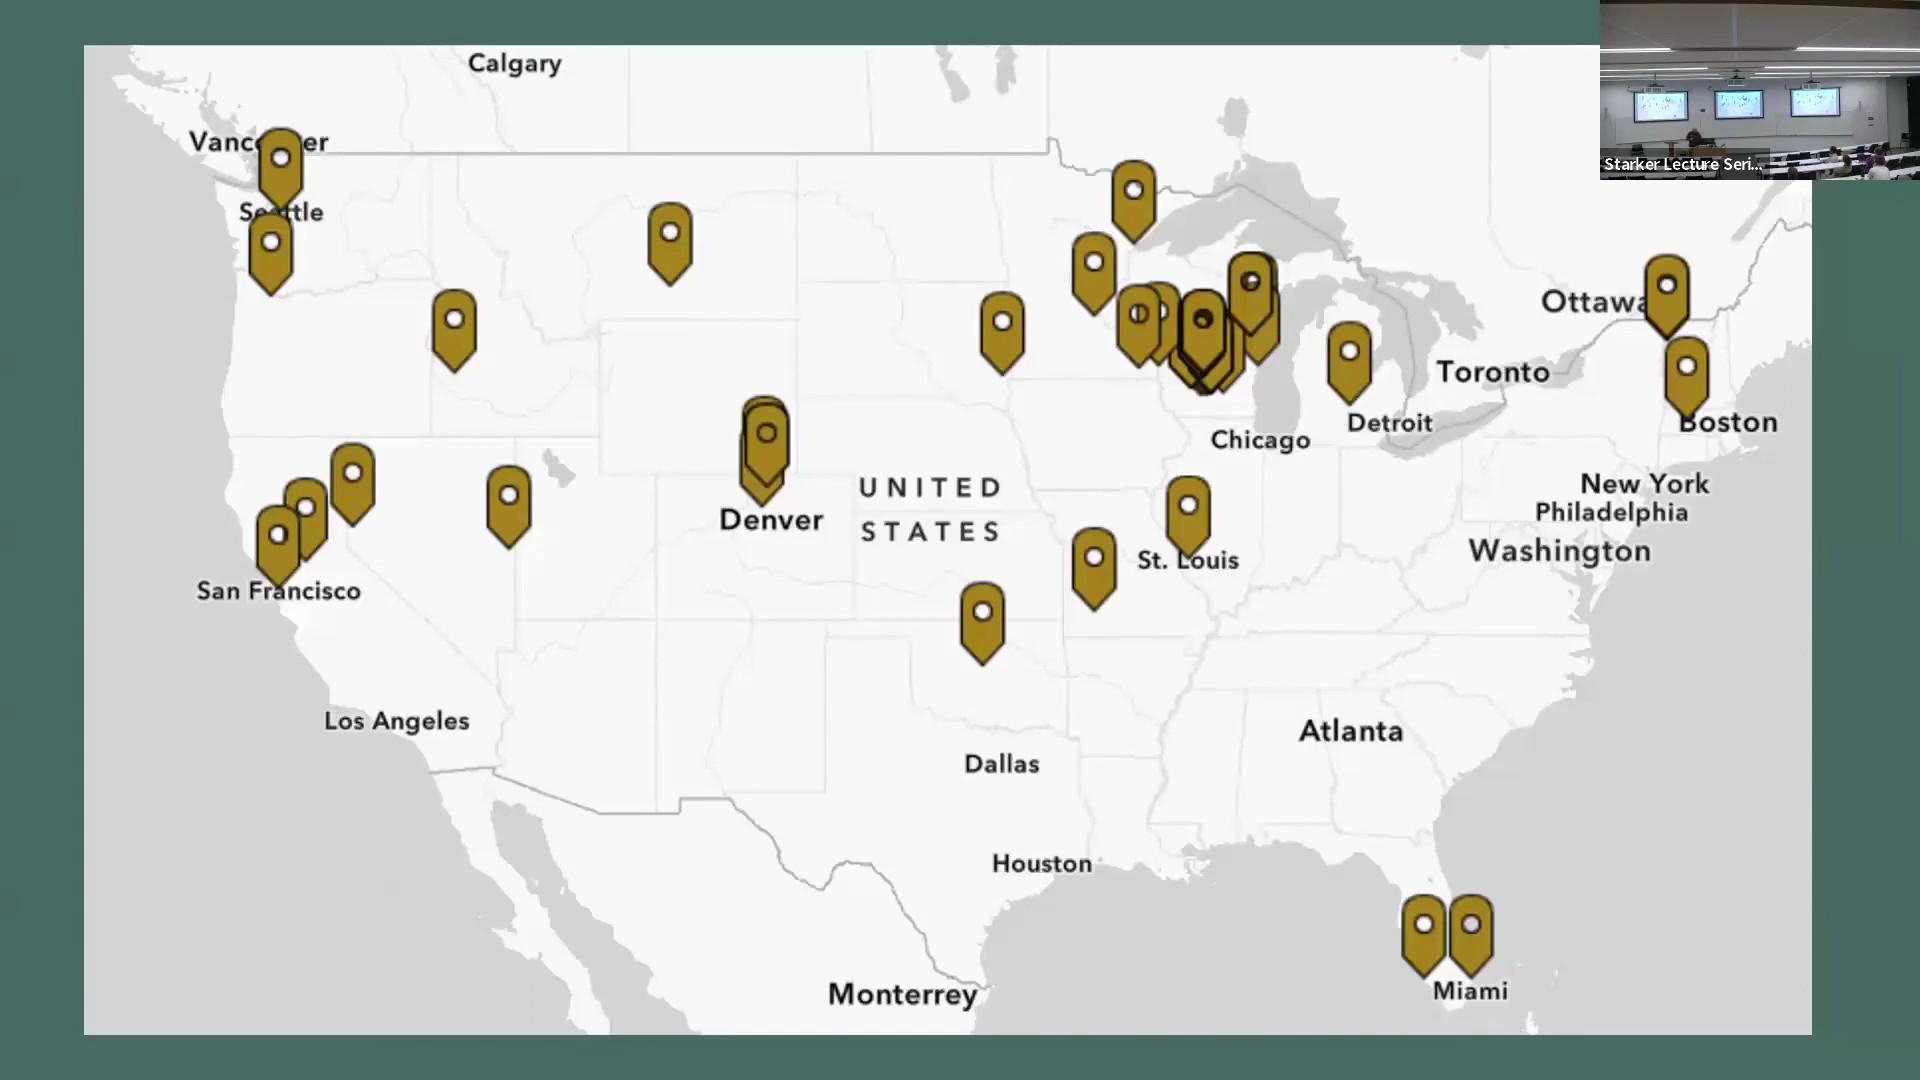 Calgary
Starker Lecture Seri...
Vanc er
Se ttle
Ottawa
Toronto
Detroit
Boston
Chicago
UNITED
STATES
New York
Philadelphia
Denver
Washington
St. Louis
San Francisco
Los Angeles
Atlanta
Dallas
Houston
Miami
Monterrey